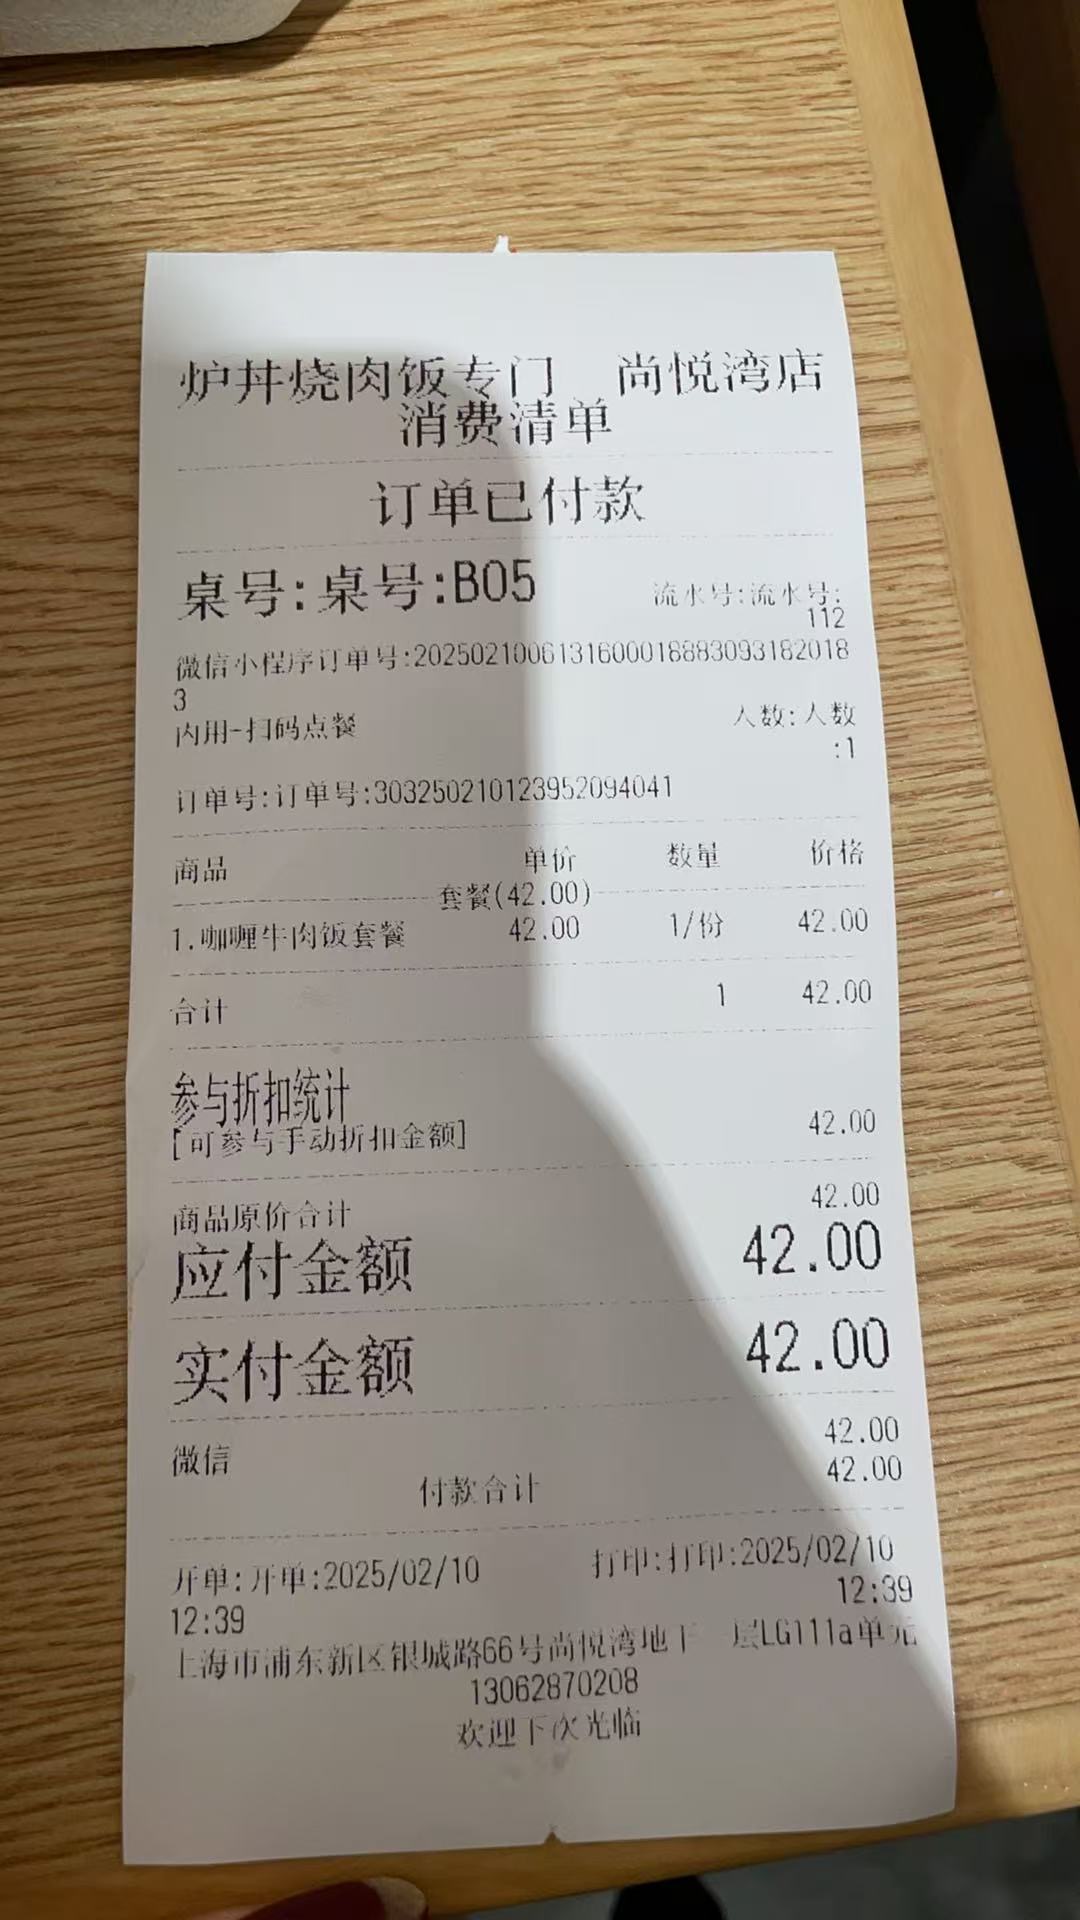 炉丼烧肉饭专门 尚悦湾店
消费清单
订单已付款
桌号:桌号:B05 流水号:流水号:
112
微信小程序订单号:2025021006131600018883093182018
3
内用-扫码点餐 人数:人数
:1
订单号:订单号:303250210123952094041
商品 单价 数量 价格
套餐(42.00)
1.咖喱牛肉饭套餐 42.00 1/份 42.00
合计 1 42.00
参与折扣统计
[可参与手动折扣金额] 42.00
商品原价合计 42.00
应付金额 42.00
实付金额 42.00
微信 42.00
付款合计 42.00
开单:开单:2025/02/10 打印:打印:2025/02/10
12:39 12:39
上海市浦东新区银城路66号尚悦湾地下一层LG111a单元
13062870208
欢迎下次光临